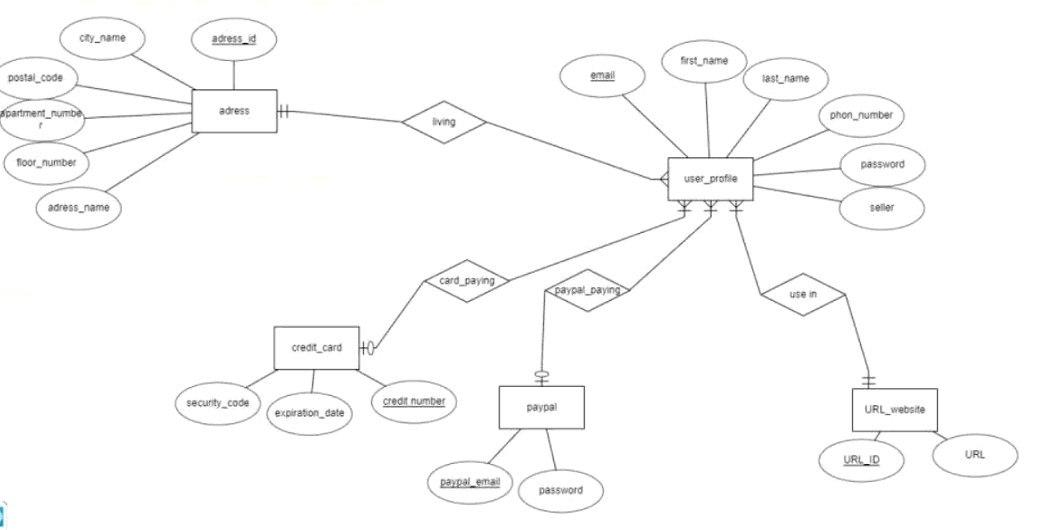 city_name
adress_id
postal_code
apartment_numbe
r
floor_number
adress_name
adress
living
email
first_name
last_name
phon_number
password
seller
user_profile
card_paying
paypal_paying
use in
credit_card
security_code
expiration_date
credit number
paypal
paypal_email
password
URL_website
URL_ID
URL